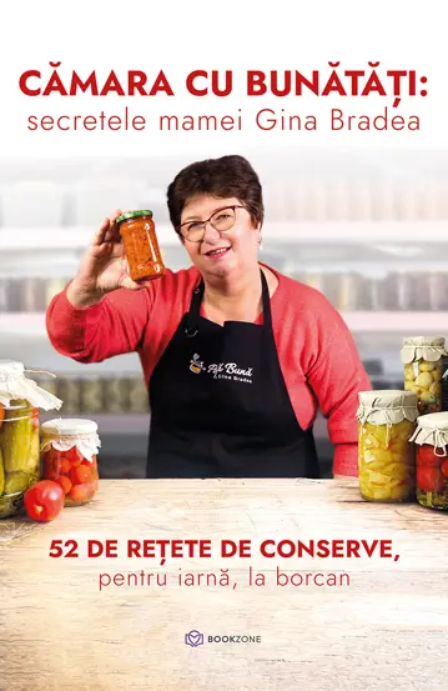 CĂMARA CU BUNĂTĂȚI:
secretele mamei Gina Bradea
Poftă Bună
Gina Bradea
52 DE REȚETE DE CONSERVE,
pentru iarnă, la borcan
BOOKZONE